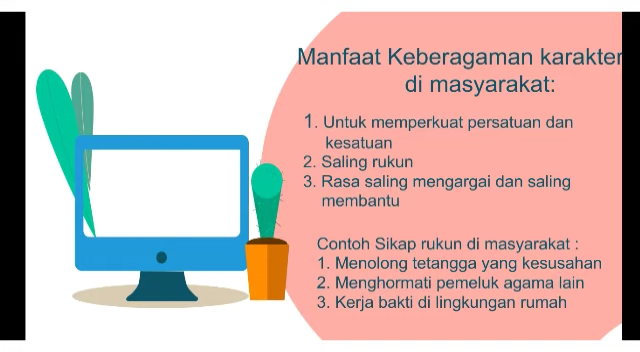 Manfaat Keberagaman karakter
di masyarakat:
1. Untuk memperkuat persatuan dan
kesatuan
2. Saling rukun
3. Rasa saling mengargai dan saling
membantu
Contoh Sikap rukun di masyarakat :
1. Menolong tetangga yang kesusahan
2. Menghormati pemeluk agama lain
3. Kerja bakti di lingkungan rumah